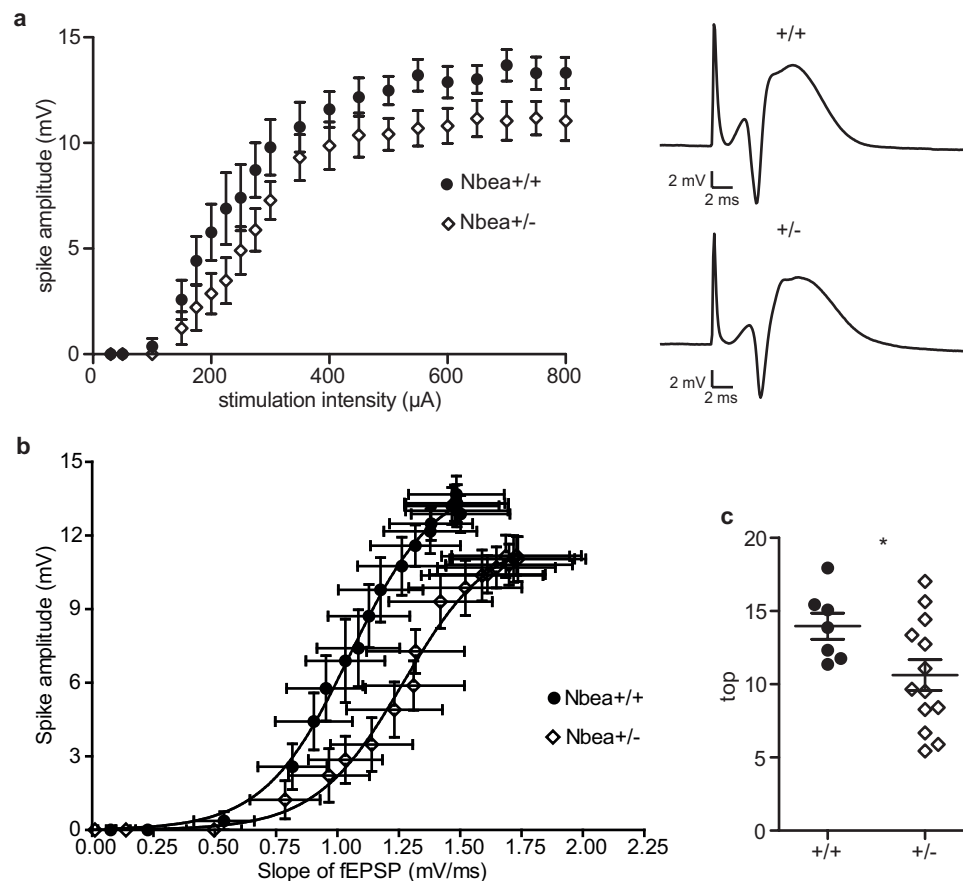 a
15
10
5
0
spike amplitude (mV)
0 200 400 600 800
stimulation intensity (µA)
Nbea+/+
Nbea+/-
+/+
2 mV
2 ms
+/-
2 mV
2 ms
b
15
12
9
6
3
0
Spike amplitude (mV)
0.00 0.25 0.50 0.75 1.00 1.25 1.50 1.75 2.00 2.25
Slope of fEPSP (mV/ms)
Nbea+/+
Nbea+/-
c
20
15
10
5
0
top
*
+/+ +/-